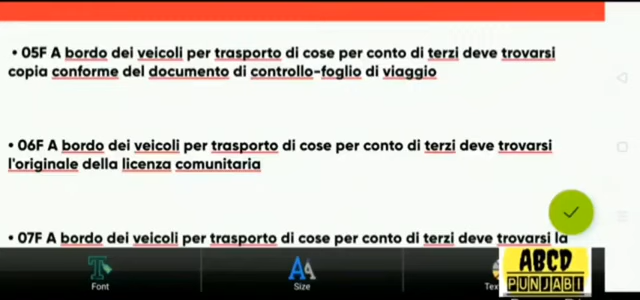 • 05F A bordo dei veicoli per trasporto di cose per conto di terzi deve trovarsi
copia conforme del documento di controllo-foglio di viaggio
• 06F A bordo dei veicoli per trasporto di cose per conto di terzi deve trovarsi
l'originale della licenza comunitaria
• 07F A bordo dei veicoli per trasporto di cose per conto di terzi deve trovarsi la
Font
Size
ABCD
PUNJABI